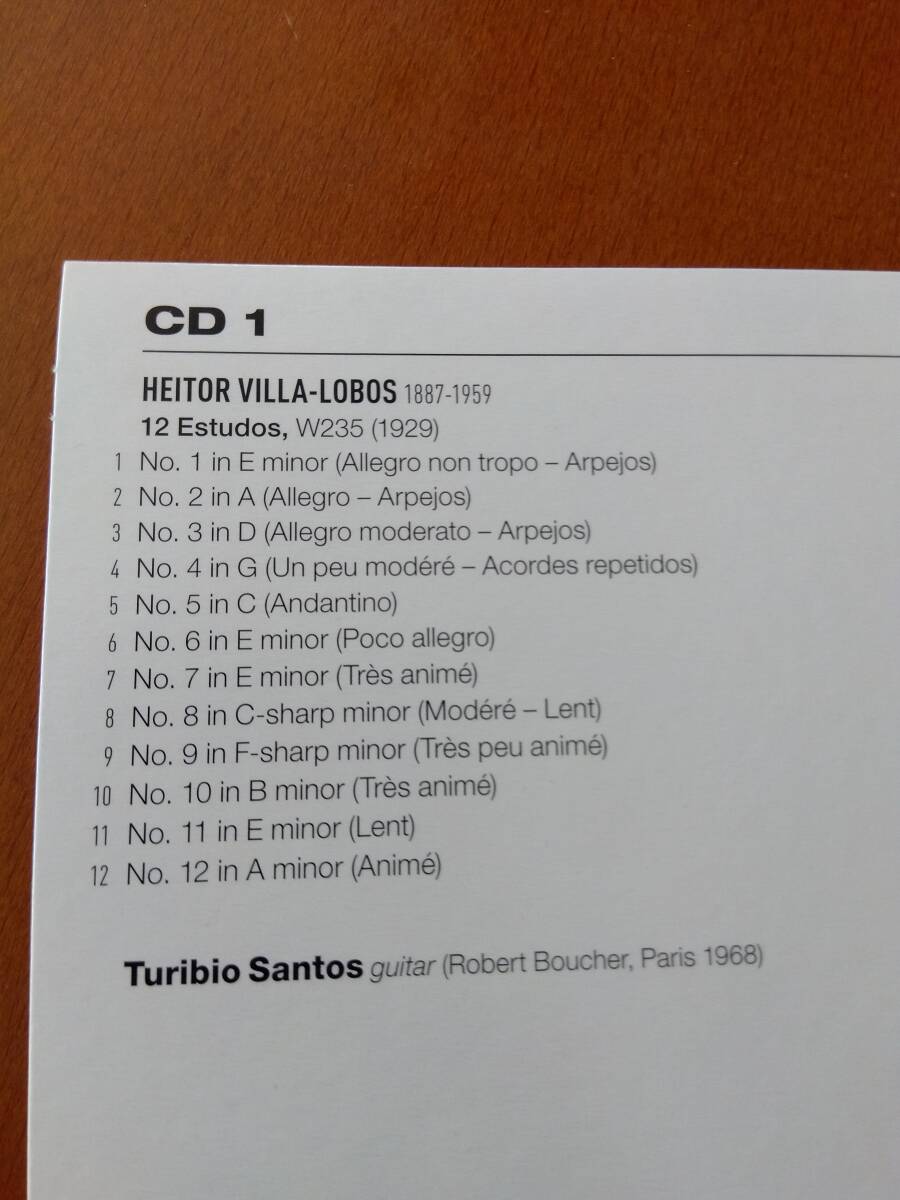 CD 1
HEITOR VILLA-LOBOS 1887-1959
12 Estudos, W235 (1929)
1 No. 1 in E minor (Allegro non tropo – Arpejos)
2 No. 2 in A (Allegro – Arpejos)
3 No. 3 in D (Allegro moderato – Arpejos)
4 No. 4 in G (Un peu modéré – Acordes repetidos)
5 No. 5 in C (Andantino)
6 No. 6 in E minor (Poco allegro)
7 No. 7 in E minor (Très animé)
8 No. 8 in C-sharp minor (Modéré – Lent)
9 No. 9 in F-sharp minor (Très peu animé)
10 No. 10 in B minor (Très animé)
11 No. 11 in E minor (Lent)
12 No. 12 in A minor (Animé)
Turibio Santos guitar (Robert Boucher, Paris 1968)